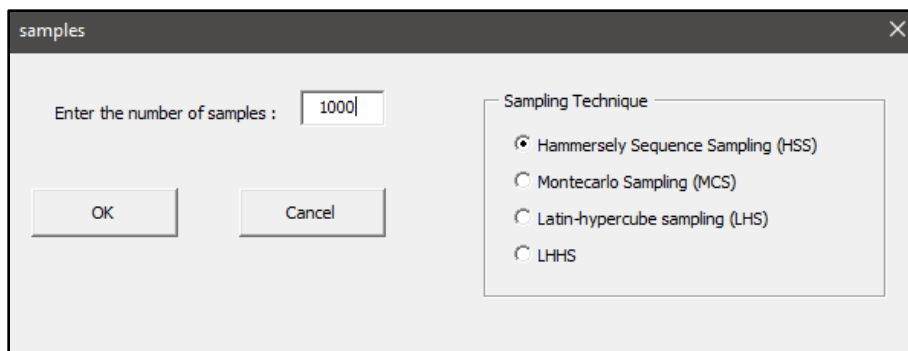 samples
Enter the number of samples :
1000
OK
Cancel
Sampling Technique
Hammersely Sequence Sampling (HSS)
Montecarlo Sampling (MCS)
Latin-hypercube sampling (LHS)
LHHS